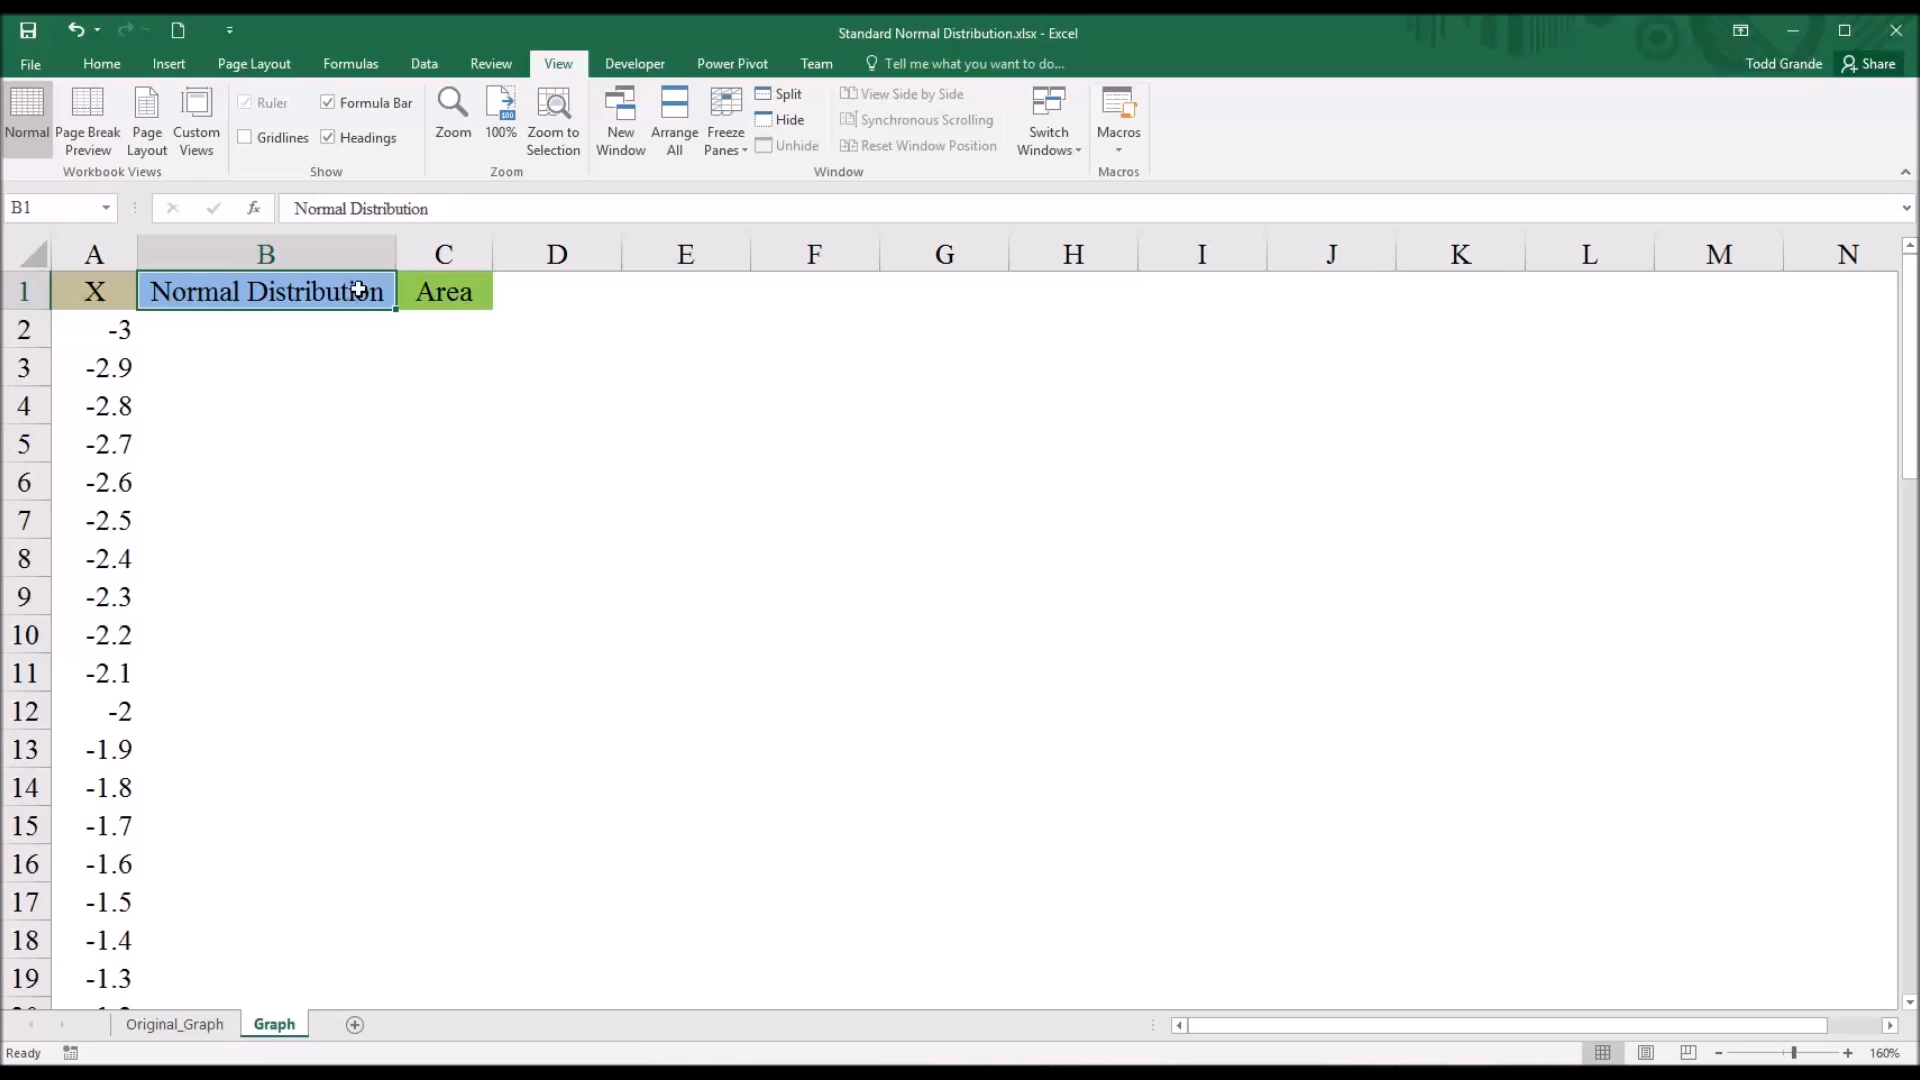 Standard Normal Distribution.xlsx - Excel
File Home Insert Page Layout Formulas Data Review View Developer Power Pivot Team Tell me what you want to do... Todd Grande Share
Normal
Page Break Preview
Page Layout
Custom Views
Workbook Views
Ruler
Formula Bar
Gridlines
Headings
Show
Zoom
100%
Zoom to Selection
Zoom
New Window
Arrange All
Freeze Panes
Split
Hide
Unhide
View Side by Side
Synchronous Scrolling
Reset Window Position
Window
Switch Windows
Macros
Macros
B1 fx Normal Distribution
A B C D E F G H I J K L M N
1 X Normal Distribution Area
2 -3
3 -2.9
4 -2.8
5 -2.7
6 -2.6
7 -2.5
8 -2.4
9 -2.3
10 -2.2
11 -2.1
12 -2
13 -1.9
14 -1.8
15 -1.7
16 -1.6
17 -1.5
18 -1.4
19 -1.3
Original_Graph Graph
Ready 160%